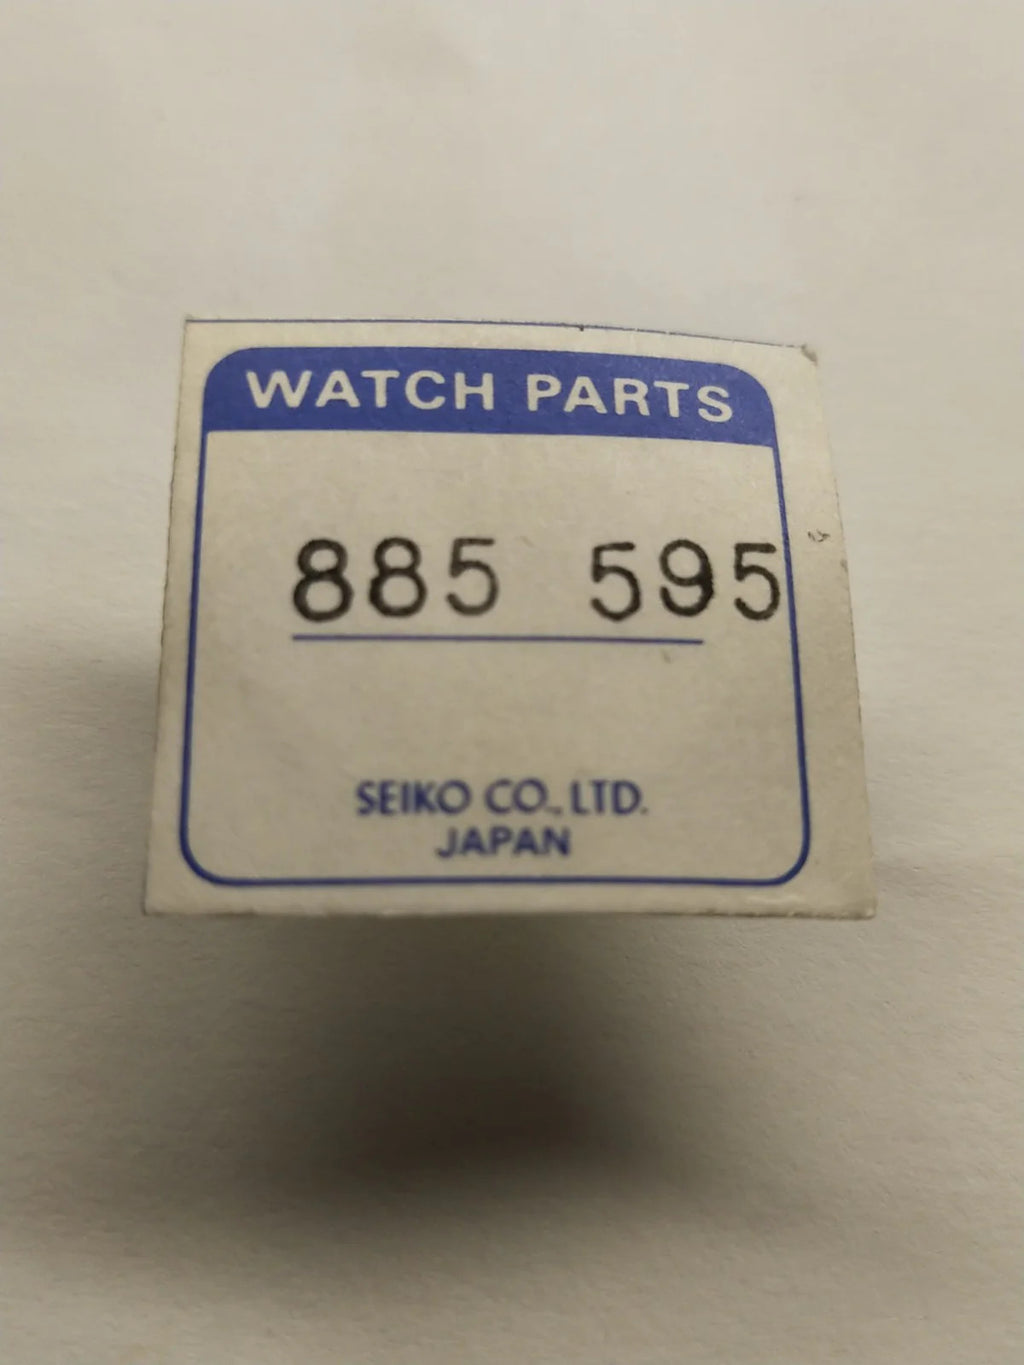 WATCH PARTS
885 595
SEIKO CO., LTD.
JAPAN